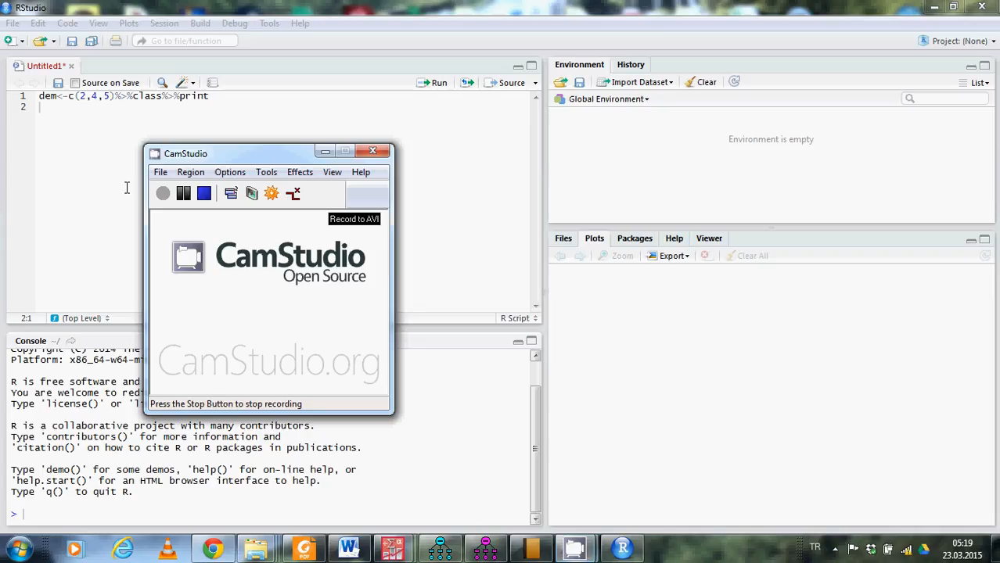 RStudio
File Edit Code View Plots Session Build Debug Tools Help
Go to file/function
Project: (None)
Untitled1*
Source on Save
Run
Source
1 dem<-c(2,4,5)%>%class%>%print
2
2:1 (Top Level)
R Script
Environment History
Import Dataset Clear
List
Global Environment
Environment is empty
CamStudio
File Region Options Tools Effects View Help
Record to AVI
CamStudio
Open Source
CamStudio.org
Press the Stop Button to stop recording
Files Plots Packages Help Viewer
Zoom Export Clear All
Console ~/
Copyright (C) 2014 The
Platform: x86_64-w64-m
R is free software and
You are welcome to red
Type 'license()' or 'l
R is a collaborative project with many contributors.
Type 'contributors()' for more information and
'citation()' on how to cite R or R packages in publications.
Type 'demo()' for some demos, 'help()' for on-line help, or
'help.start()' for an HTML browser interface to help.
Type 'q()' to quit R.
>
TR
05:19
23.03.2015